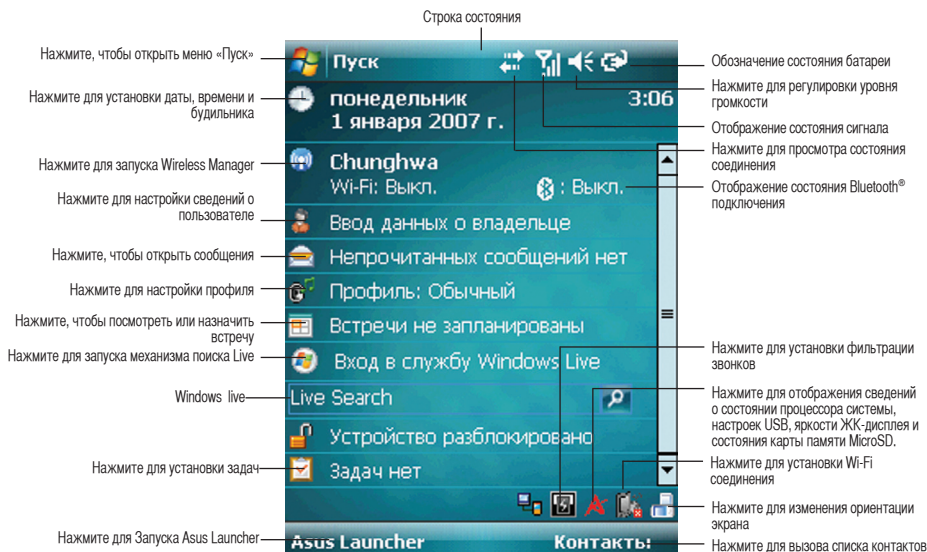 Строка состояния
Нажмите, чтобы открыть меню «Пуск»
Нажмите для установки даты, времени и
будильника
Нажмите для запуска Wireless Manager
Нажмите для настройки сведений о
пользователе
Нажмите, чтобы открыть сообщения
Нажмите для настройки профиля
Нажмите, чтобы посмотреть или назначить
встречу
Нажмите для запуска механизма поиска Live
Windows live
Нажмите для установки задач
Нажмите для Запуска Asus Launcher
Пуск
понедельник
3:06
1 января 2007 г.
Chunghwa
Wi-Fi: Выкл.
: Выкл.
Ввод данных о владельце
Непрочитанных сообщений нет
Профиль: Обычный
Встречи не запланированы
Вход в службу Windows Live
Live Search
Устройство разблокировано
Задач нет
Asus Launcher
Контакты
Обозначение состояния батареи
Нажмите для регулировки уровня
громкости
Отображение состояния сигнала
Нажмите для просмотра состояния
соединения
Отображение состояния Bluetooth®
подключения
Нажмите для установки фильтрации
звонков
Нажмите для отображения сведений
о состоянии процессора системы,
настроек USB, яркости ЖК-дисплея и
состояния карты памяти MicroSD.
Нажмите для установки Wi-Fi
соединения
Нажмите для изменения ориентации
экрана
Нажмите для вызова списка контактов